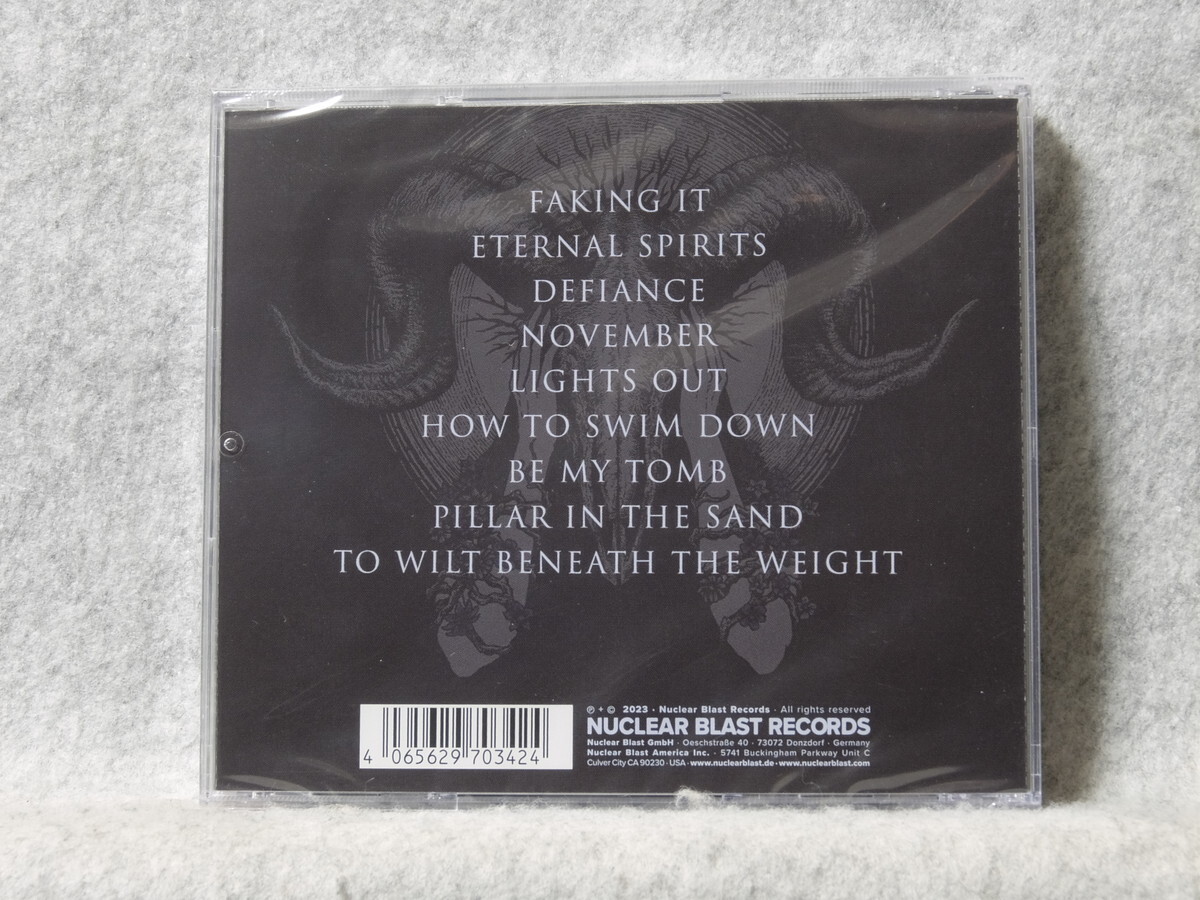 FAKING IT
ETERNAL SPIRITS
DEFIANCE
NOVEMBER
LIGHTS OUT
HOW TO SWIM DOWN
BE MY TOMB
PILLAR IN THE SAND
TO WILT BENEATH THE WEIGHT
4 065629 703424
℗ + © 2023 · Nuclear Blast Records · All rights reserved
NUCLEAR BLAST RECORDS
Nuclear Blast GmbH · Oeschstraße 40 · 73072 Donzdorf · Germany
Nuclear Blast America Inc. · 5741 Buckingham Parkway Unit C
Culver City CA 90230 · USA · www.nuclearblast.de · www.nuclearblast.com